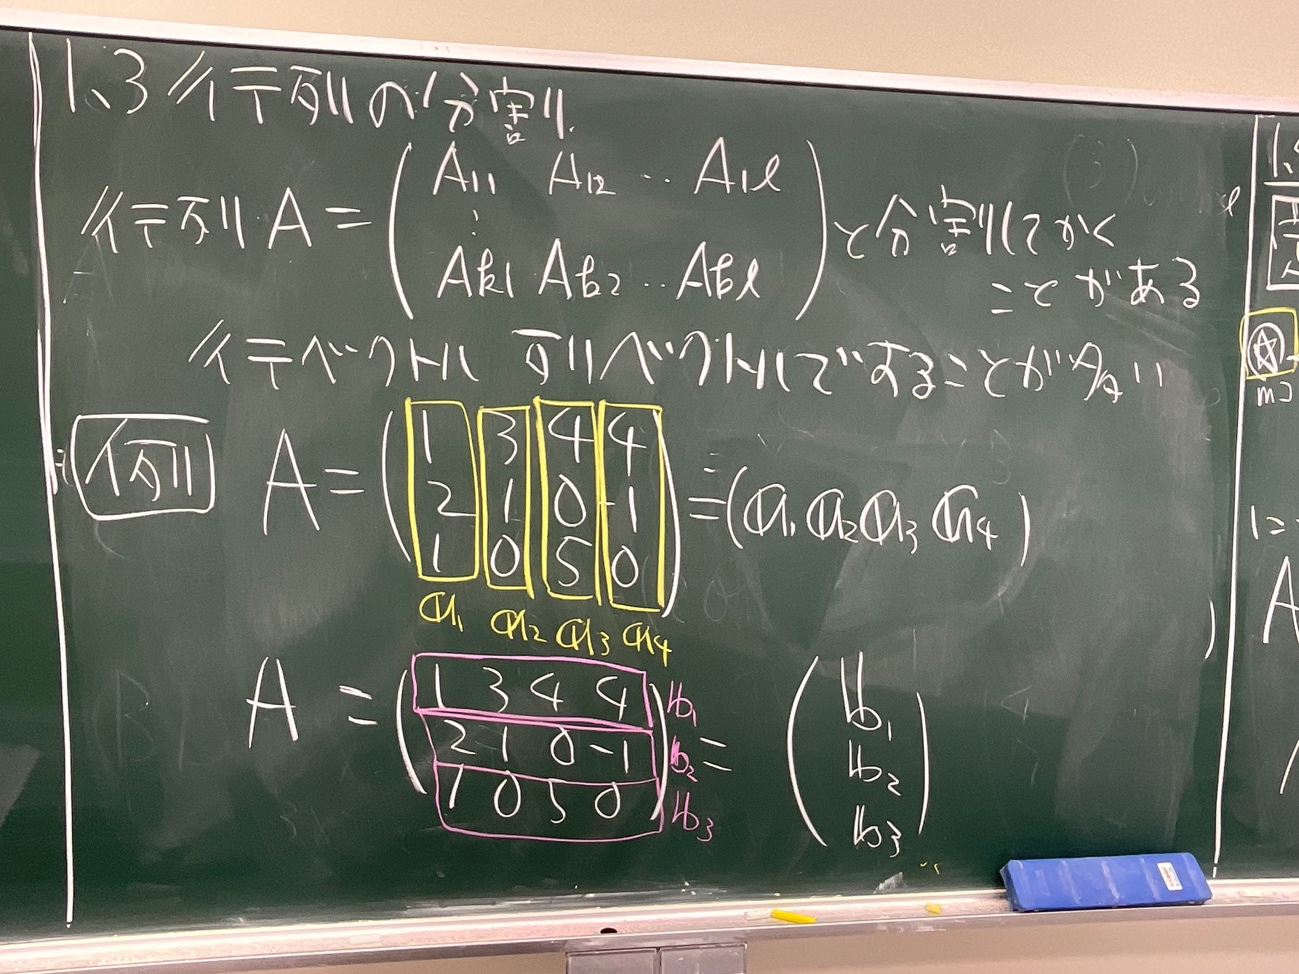 1.3 行列の分割
行列 A = ( A11 A12 ‥ A1ℓ
⋮
Ak1 Ak2 ‥ Akℓ ) と分割してかく
ことがある
行ベクトル 列ベクトルですることが多い
例 A = ( 1 3 4 4
2 1 0 -1
1 0 5 0 ) = (𝕒1 𝕒2 𝕒3 𝕒4)
𝕒1 𝕒2 𝕒3 𝕒4
A = ( 1 3 4 4 𝕓1
2 1 0 -1 𝕓2
1 0 5 0 ) 𝕓3 = ( 𝕓1
𝕓2
𝕓3 )